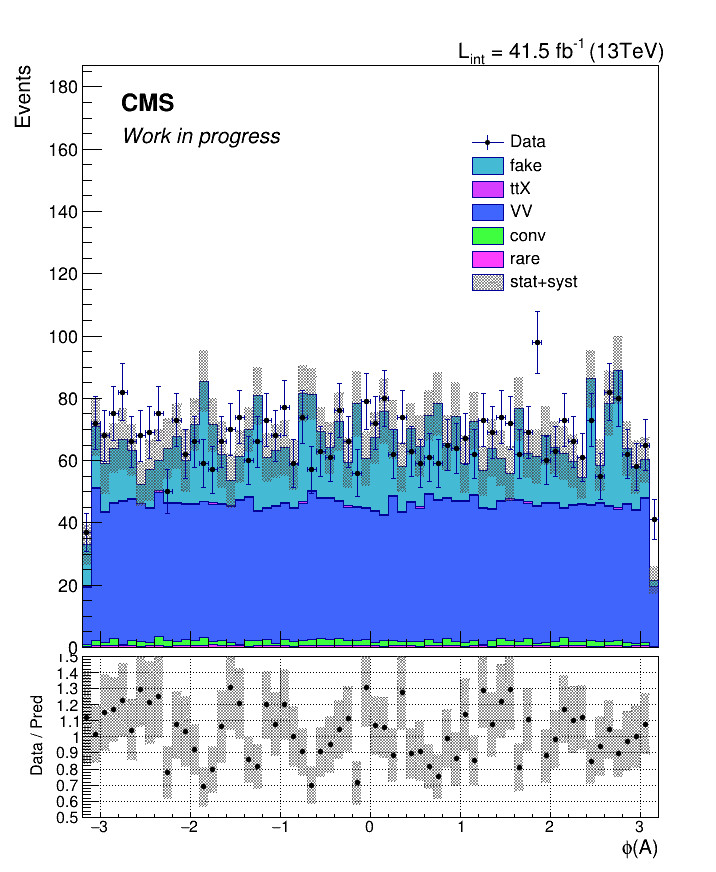 L_int = 41.5 fb^-1 (13TeV)
Events
180
160
140
120
100
80
60
40
20
0
CMS
Work in progress
Data
fake
ttX
VV
conv
rare
stat+syst
Data / Pred
1.5
1.4
1.3
1.2
1.1
1
0.9
0.8
0.7
0.6
0.5
−3 −2 −1 0 1 2 3
ϕ(A)